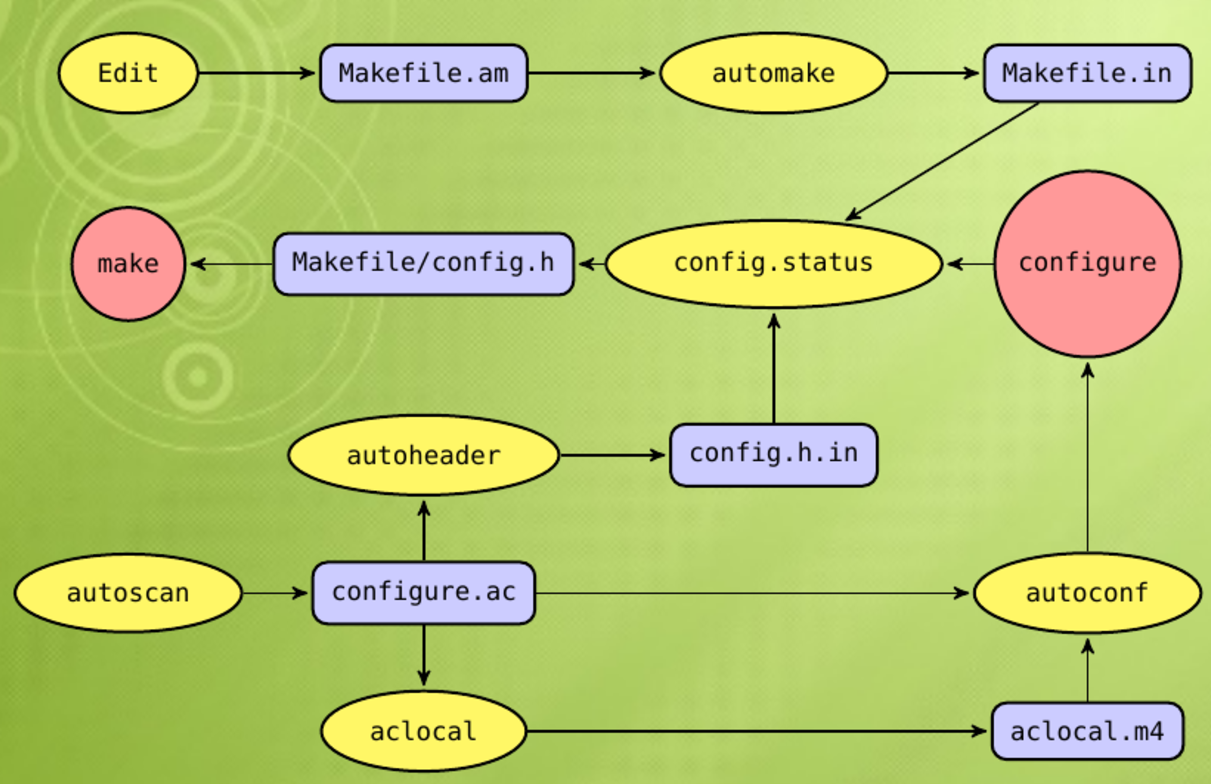 Edit
Makefile.am
automake
Makefile.in
make
Makefile/config.h
config.status
configure
autoheader
config.h.in
autoscan
configure.ac
autoconf
aclocal
aclocal.m4